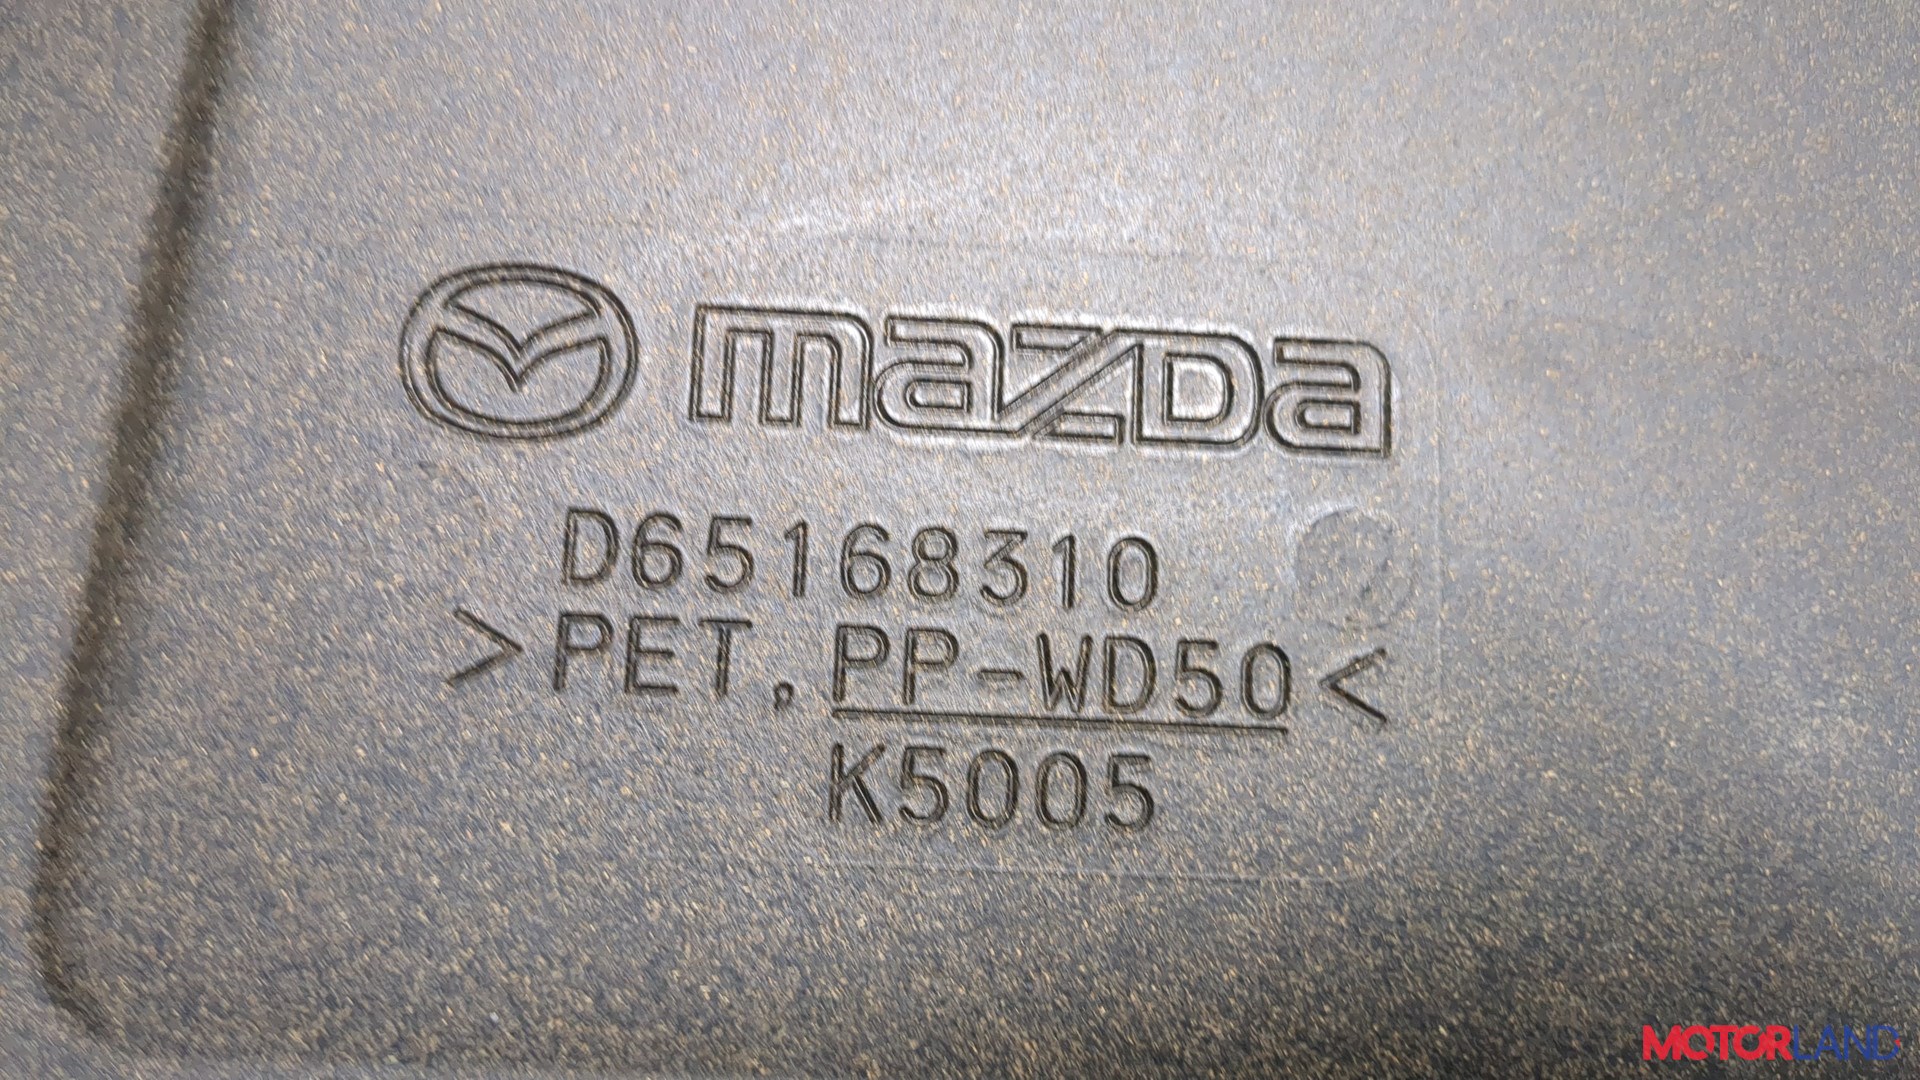 mazda
D65168310
>PET,PP-WD50<
K5005
MOTORLAND